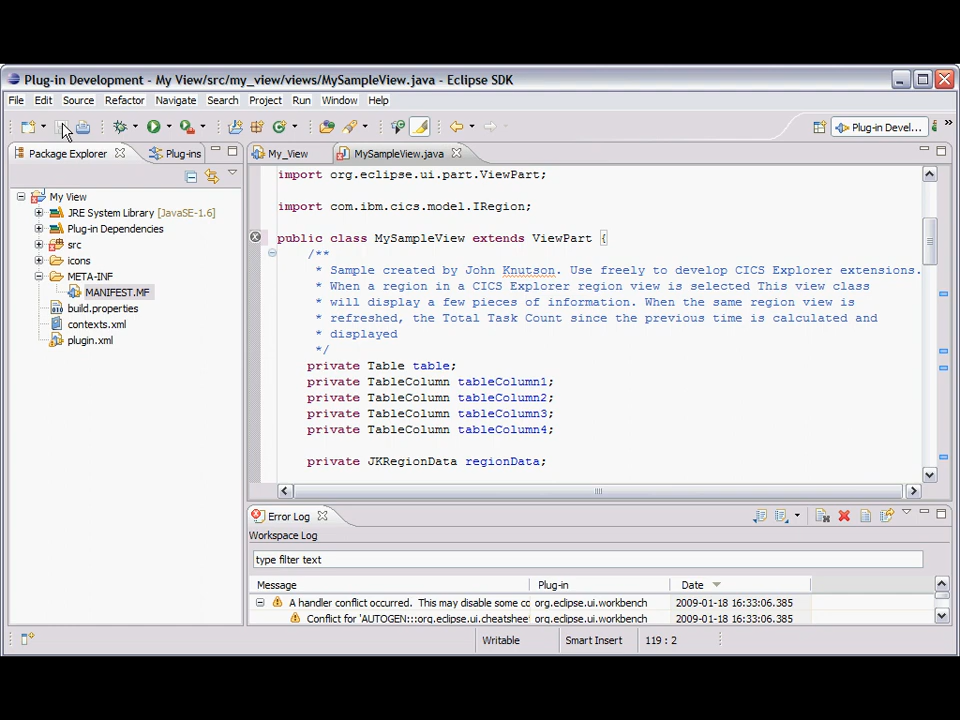 Plug-in Development - My View/src/my_view/views/MySampleView.java - Eclipse SDK
File Edit Source Refactor Navigate Search Project Run Window Help
Plug-in Devel...
Package Explorer Plug-ins My_View MySampleView.java
My View
JRE System Library [JavaSE-1.6]
Plug-in Dependencies
src
icons
META-INF
MANIFEST.MF
build.properties
contexts.xml
plugin.xml
import org.eclipse.ui.part.ViewPart;
import com.ibm.cics.model.IRegion;
public class MySampleView extends ViewPart {
/**
* Sample created by John Knutson. Use freely to develop CICS Explorer extensions.
* When a region in a CICS Explorer region view is selected This view class
* will display a few pieces of information. When the same region view is
* refreshed, the Total Task Count since the previous time is calculated and
* displayed
*/
private Table table;
private TableColumn tableColumn1;
private TableColumn tableColumn2;
private TableColumn tableColumn3;
private TableColumn tableColumn4;
private JKRegionData regionData;
Error Log
Workspace Log
type filter text
Message Plug-in Date
A handler conflict occurred. This may disable some co org.eclipse.ui.workbench 2009-01-18 16:33:06.385
Conflict for 'AUTOGEN:::org.eclipse.ui.cheatshee org.eclipse.ui.workbench 2009-01-18 16:33:06.385
Writable Smart Insert 119 : 2